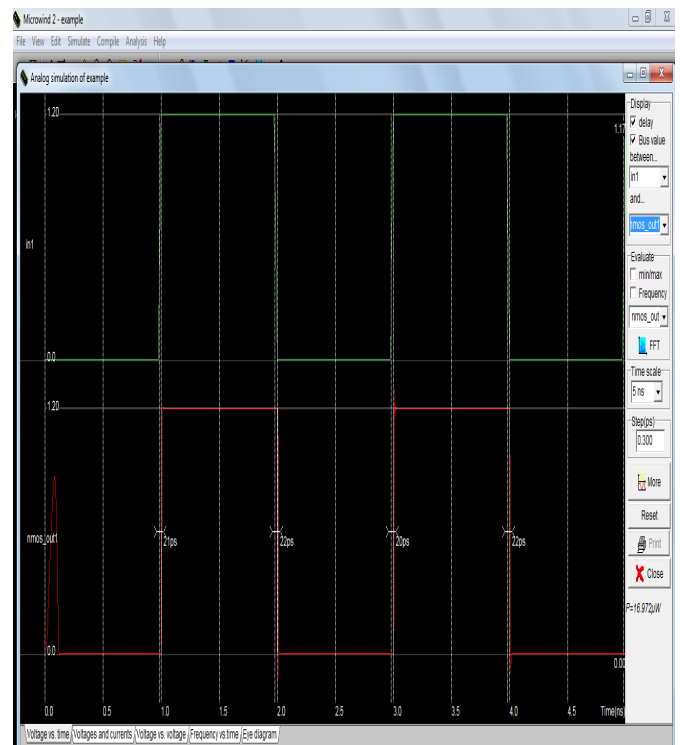 Microwind 2 - example
File View Edit Simulate Compile Analysis Help
Analog simulation of example
1.20
1.17
in1
0.0
1.20
nmos_out1
21ps
22ps
20ps
22ps
0.0
0.00
0.0 0.5 1.0 1.5 2.0 2.5 3.0 3.5 4.0 4.5 Time(ns)
Voltage vs. time Voltages and currents Voltage vs. voltage Frequency vs.time Eye diagram
Display
delay
Bus value
between...
in1
and...
nmos_out1
Evaluate
min/max
Frequency
nmos_out
FFT
Time scale
5 ns
Step(ps)
0.300
More
Reset
Print
Close
P=16.972µW